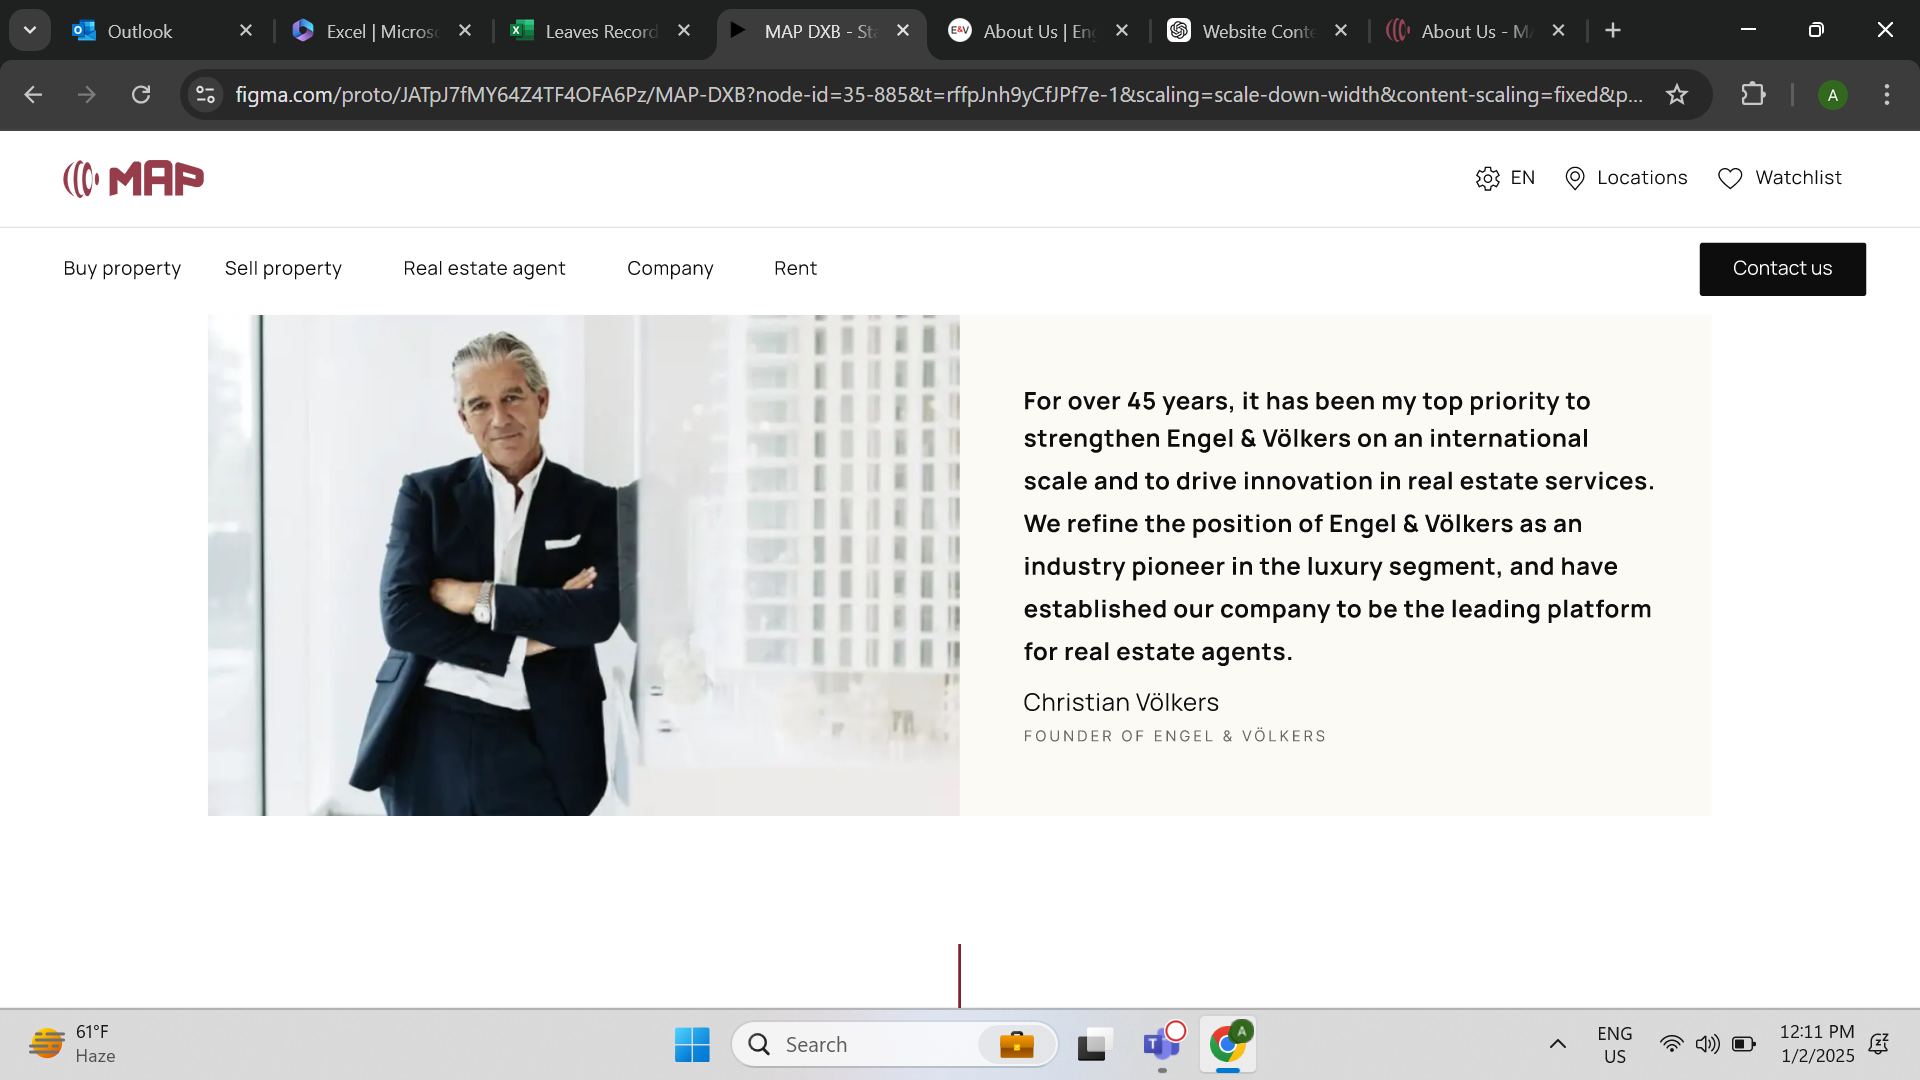 Outlook
Excel | Micros
Leaves Record
MAP DXB - Sta
E&V
About Us | En
Website Conte
About Us - M
figma.com/proto/JATpJ7fMY64Z4TF4OFA6Pz/MAP-DXB?node-id=35-885&t=rffpJnh9yCfJPf7e-1&scaling=scale-down-width&content-scaling=fixed&p...
A
MAP
EN
Locations
Watchlist
Buy property
Sell property
Real estate agent
Company
Rent
Contact us
For over 45 years, it has been my top priority to
strengthen Engel & Völkers on an international
scale and to drive innovation in real estate services.
We refine the position of Engel & Völkers as an
industry pioneer in the luxury segment, and have
established our company to be the leading platform
for real estate agents.
Christian Völkers
FOUNDER OF ENGEL & VÖLKERS
61°F
Haze
Search
A
ENG
US
12:11 PM
1/2/2025